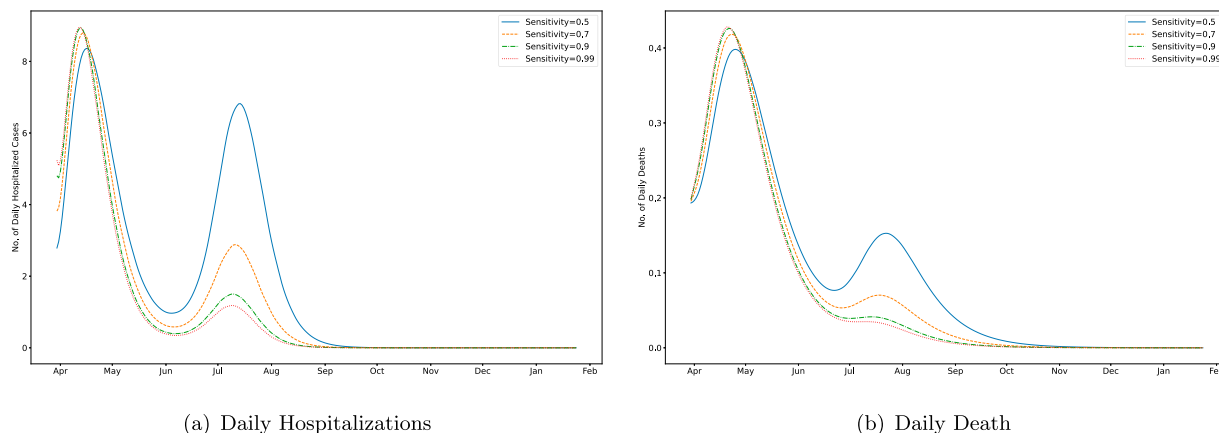 Sensitivity=0.5
Sensitivity=0,7
Sensitivity=0,9
Sensitivity=0,99
No. of Daily Hospitalized Cases
8
6
4
2
0
Apr May Jun Jul Aug Sep Oct Nov Dec Jan Feb
(a) Daily Hospitalizations
Sensitivity=0.5
Sensitivity=0,7
Sensitivity=0,9
Sensitivity=0,99
No. of Daily Deaths
0,4
0,3
0,2
0,1
0.0
Apr May Jun Jul Aug Sep Oct Nov Dec Jan Feb
(b) Daily Death